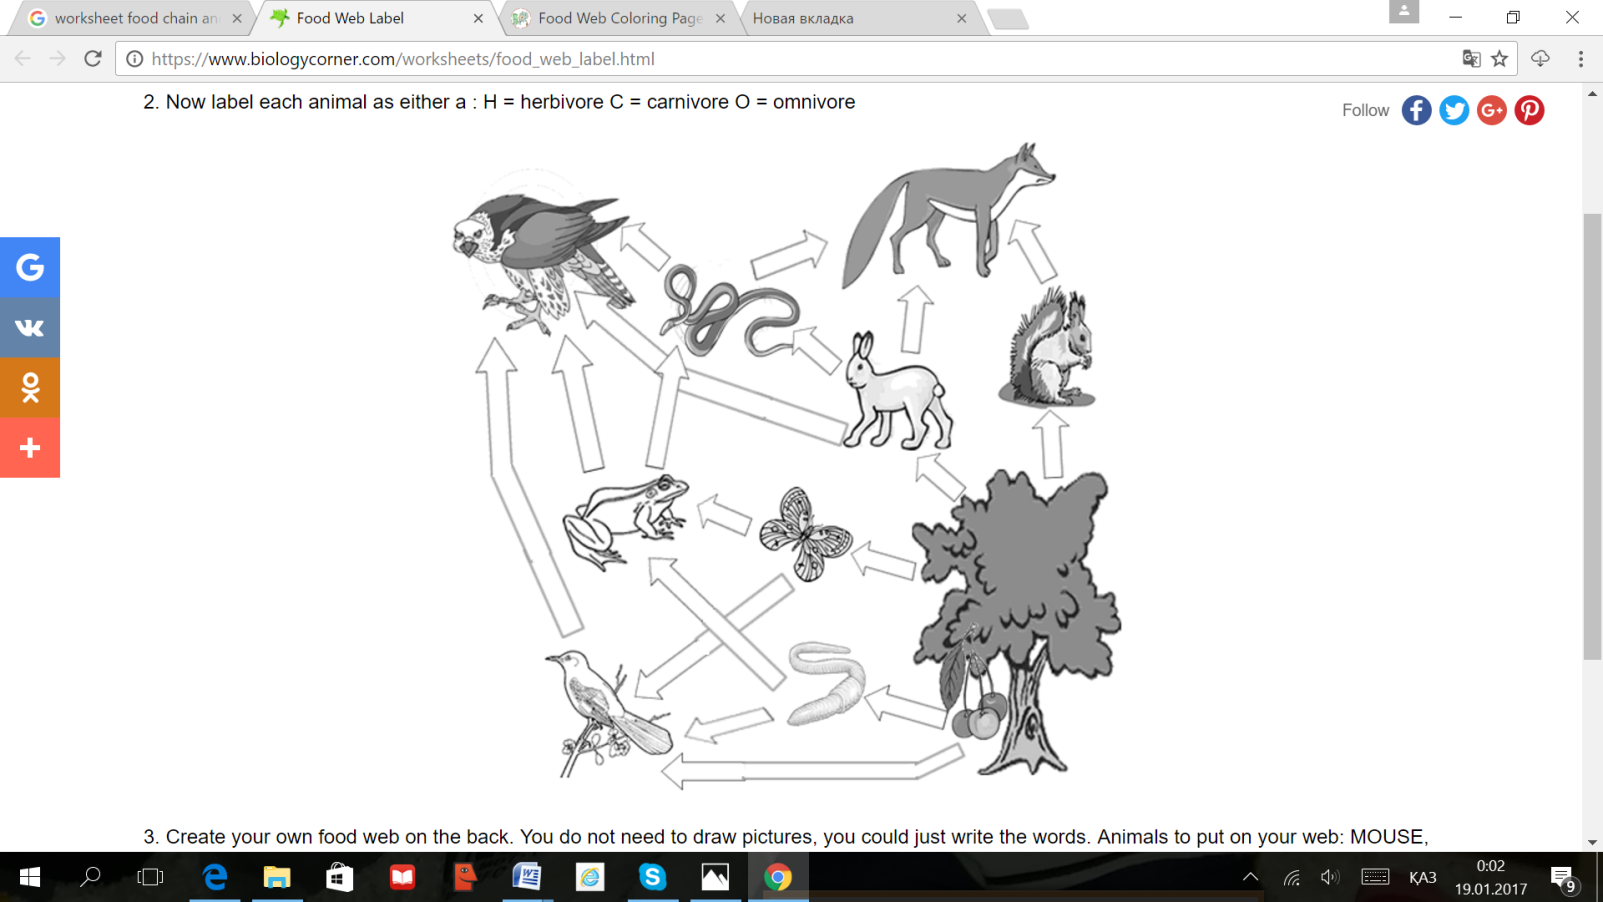 worksheet food chain an
Food Web Label
Food Web Coloring Page
Новая вкладка
https://www.biologycorner.com/worksheets/food_web_label.html
2. Now label each animal as either a : H = herbivore C = carnivore O = omnivore
Follow
3. Create your own food web on the back. You do not need to draw pictures, you could just write the words. Animals to put on your web: MOUSE,
ҚАЗ
0:02
19.01.2017
9